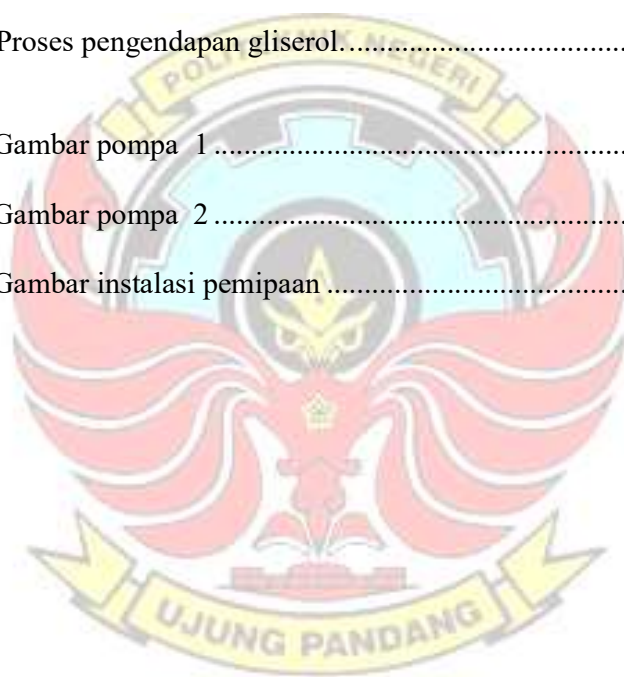 Proses pengendapan gliserol..........................................
POLITEKNIK NEGERI
Gambar pompa  1 .............................................................
Gambar pompa  2 .............................................................
Gambar instalasi pemipaan ............................................
UJUNG PANDANG